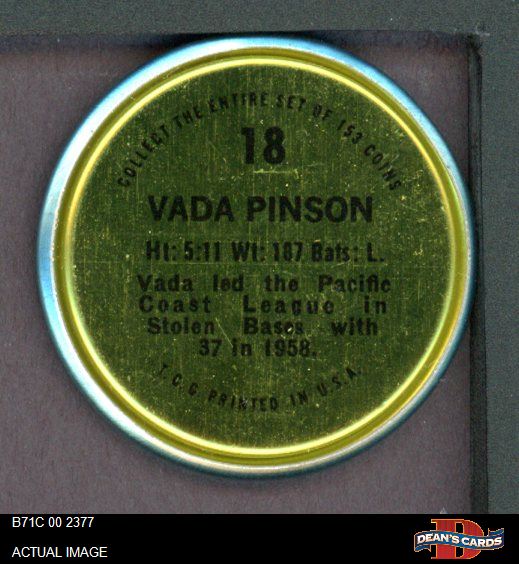 COLLECT THE ENTIRE SET OF 153 COINS
18
VADA PINSON
Ht: 5:11 Wt: 187 Bats: L.
Vada led the Pacific
Coast League in
Stolen Bases with
37 in 1958.
T.C.G PRINTED IN U.S.A.
B71C 00 2377
ACTUAL IMAGE
D
DEAN'S CARDS